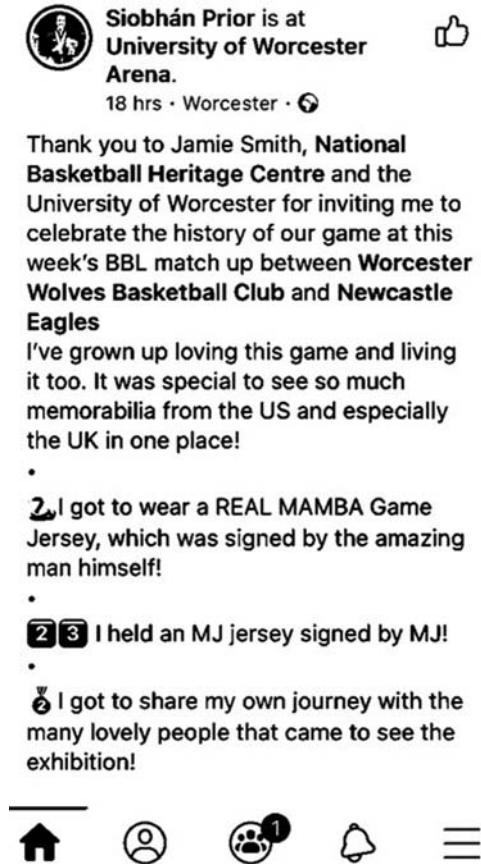 Siobhán Prior is at
University of Worcester
Arena.
18 hrs · Worcester ·
Thank you to Jamie Smith, National
Basketball Heritage Centre and the
University of Worcester for inviting me to
celebrate the history of our game at this
week's BBL match up between Worcester
Wolves Basketball Club and Newcastle
Eagles
I've grown up loving this game and living
it too. It was special to see so much
memorabilia from the US and especially
the UK in one place!
•
🐍I got to wear a REAL MAMBA Game
Jersey, which was signed by the amazing
man himself!
•
2️⃣3️⃣ I held an MJ jersey signed by MJ!
•
🥈I got to share my own journey with the
many lovely people that came to see the
exhibition!
1